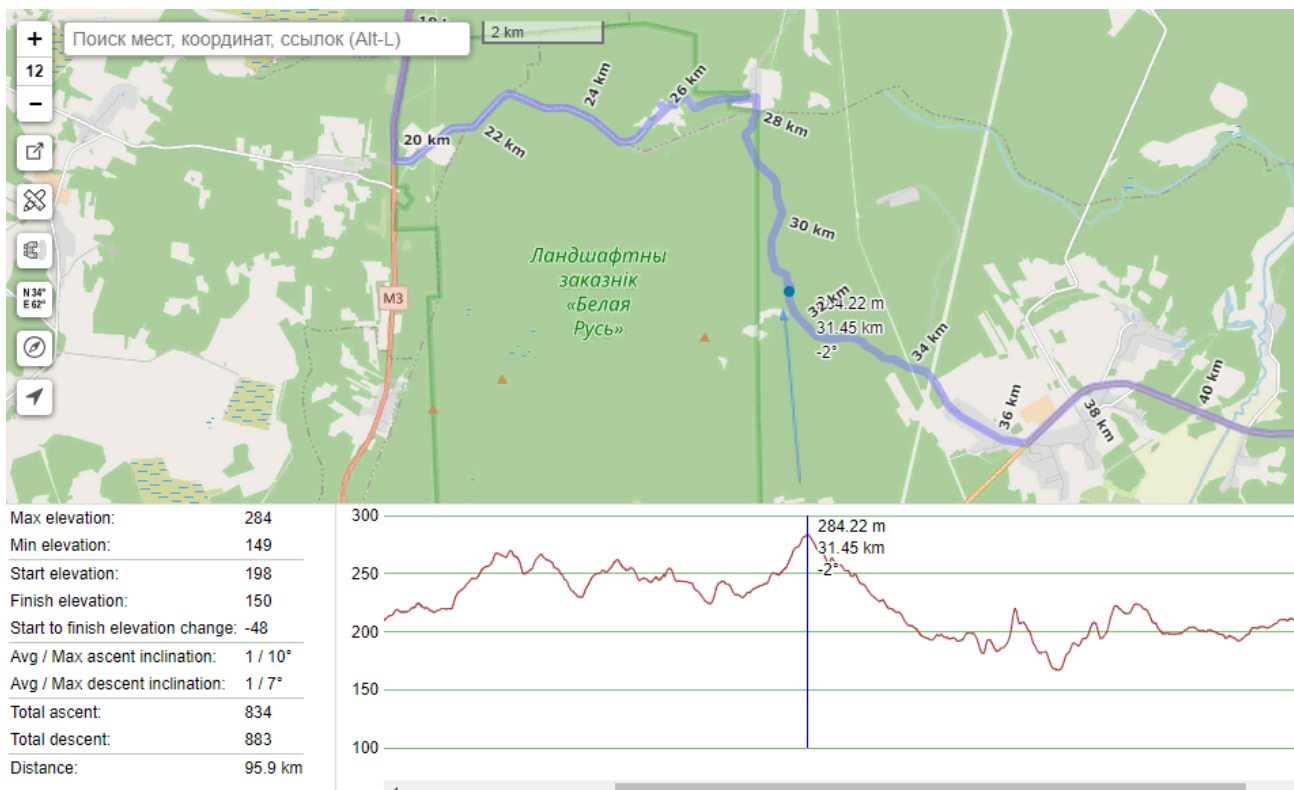 +
Поиск мест, координат, ссылок (Alt-L)
2 km
12
−
N 34°
E 62°
20 km
22 km
24 km
26 km
28 km
30 km
32 km
284.22 m
31.45 km
-2°
34 km
36 km
38 km
40 km
M3
Ландшафтны
заказнік
«Белая
Русь»
Max elevation: 284
Min elevation: 149
Start elevation: 198
Finish elevation: 150
Start to finish elevation change: -48
Avg / Max ascent inclination: 1 / 10°
Avg / Max descent inclination: 1 / 7°
Total ascent: 834
Total descent: 883
Distance: 95.9 km
300
250
200
150
100
284.22 m
31.45 km
-2°